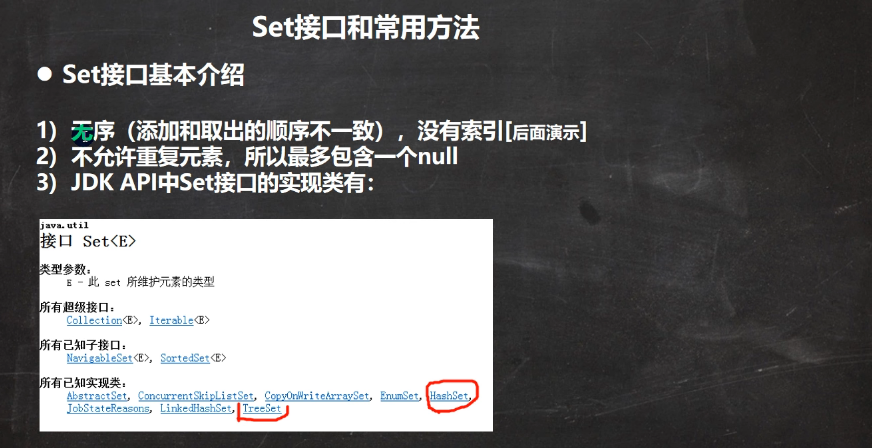 Set接口和常用方法
● Set接口基本介绍
1）无序（添加和取出的顺序不一致），没有索引[后面演示]
2）不允许重复元素，所以最多包含一个null
3）JDK API中Set接口的实现类有：
java.util
接口 Set<E>
类型参数：
E - 此 set 所维护元素的类型
所有超级接口：
Collection<E>, Iterable<E>
所有已知子接口：
NavigableSet<E>, SortedSet<E>
所有已知实现类：
AbstractSet, ConcurrentSkipListSet, CopyOnWriteArraySet, EnumSet, HashSet,
JobStateReasons, LinkedHashSet, TreeSet